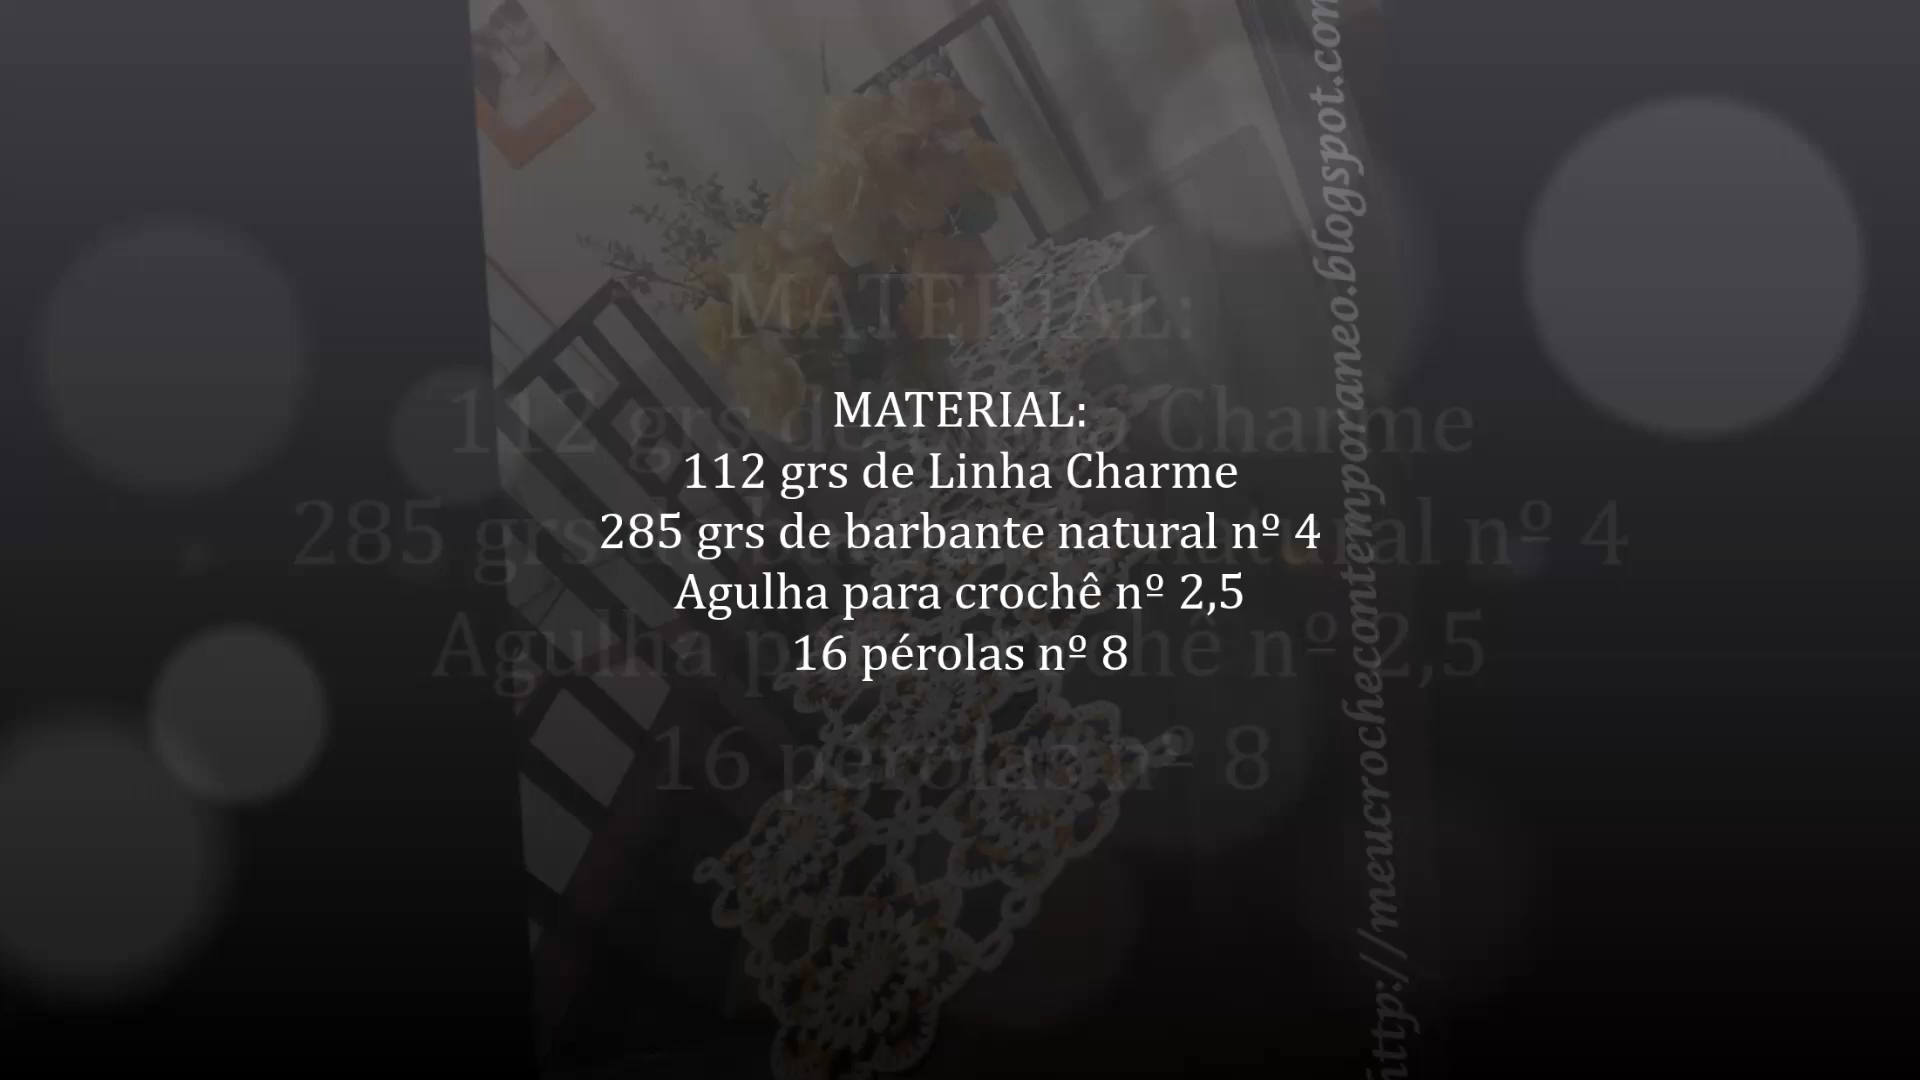 MATERIAL:
112 grs de Linha Charme
285 grs de barbante natural nº 4
Agulha para crochê nº 2,5
16 pérolas nº 8
http://meucrochecontemporaneo.blogspot.com